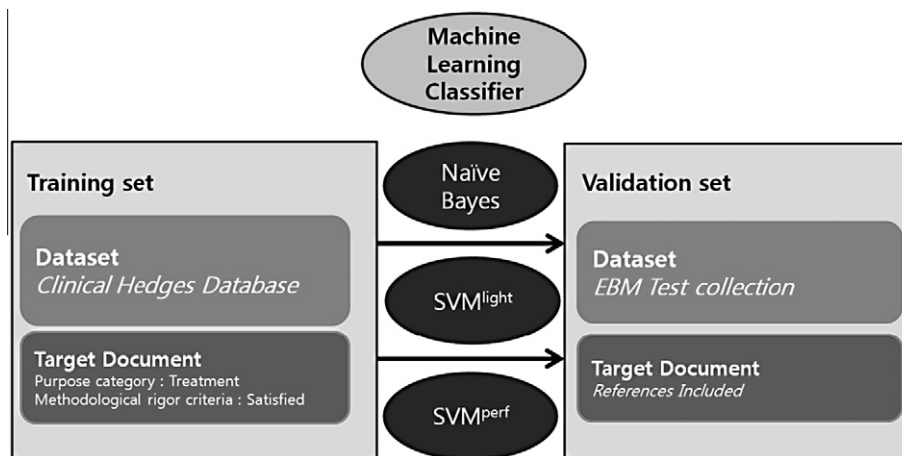 Machine
Learning
Classifier
Training set
Dataset
Clinical Hedges Database
Target Document
Purpose category : Treatment
Methodological rigor criteria : Satisfied
Naïve
Bayes
SVMlight
SVMperf
Validation set
Dataset
EBM Test collection
Target Document
References Included